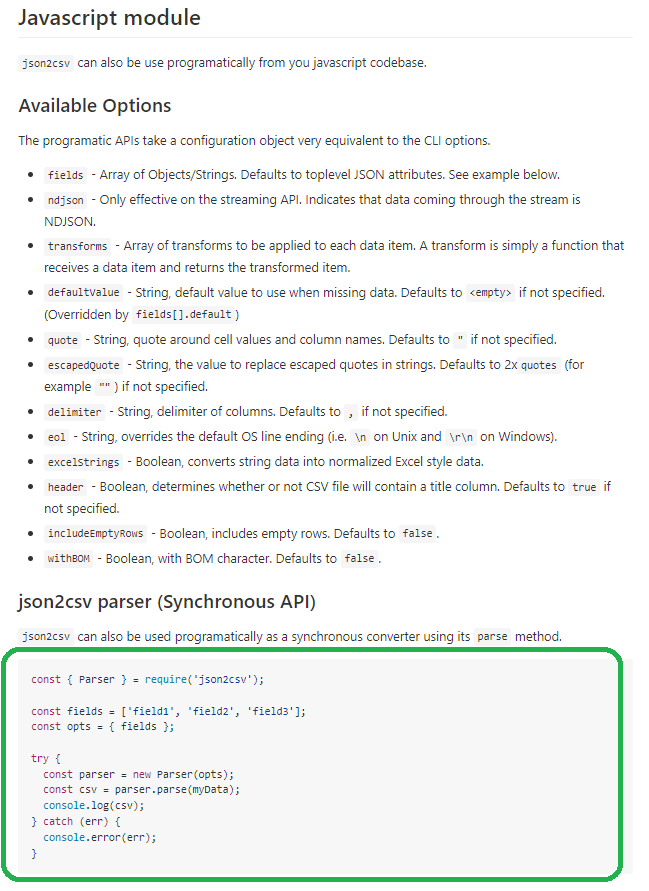 Javascript module
json2csv can also be use programatically from you javascript codebase.
Available Options
The programatic APIs take a configuration object very equivalent to the CLI options.
• fields - Array of Objects/Strings. Defaults to toplevel JSON attributes. See example below.
• ndjson - Only effective on the streaming API. Indicates that data coming through the stream is
NDJSON.
• transforms - Array of transforms to be applied to each data item. A transform is simply a function that
receives a data item and returns the transformed item.
• defaultValue - String, default value to use when missing data. Defaults to <empty> if not specified.
(Overridden by fields[].default )
• quote - String, quote around cell values and column names. Defaults to " if not specified.
• escapedQuote - String, the value to replace escaped quotes in strings. Defaults to 2x quotes (for
example "" ) if not specified.
• delimiter - String, delimiter of columns. Defaults to , if not specified.
• eol - String, overrides the default OS line ending (i.e. \n on Unix and \r\n on Windows).
• excelStrings - Boolean, converts string data into normalized Excel style data.
• header - Boolean, determines whether or not CSV file will contain a title column. Defaults to true if
not specified.
• includeEmptyRows - Boolean, includes empty rows. Defaults to false .
• withBOM - Boolean, with BOM character. Defaults to false .
json2csv parser (Synchronous API)
json2csv can also be used programatically as a synchronous converter using its parse method.
const { Parser } = require('json2csv');
const fields = ['field1', 'field2', 'field3'];
const opts = { fields };
try {
  const parser = new Parser(opts);
  const csv = parser.parse(myData);
  console.log(csv);
} catch (err) {
  console.error(err);
}